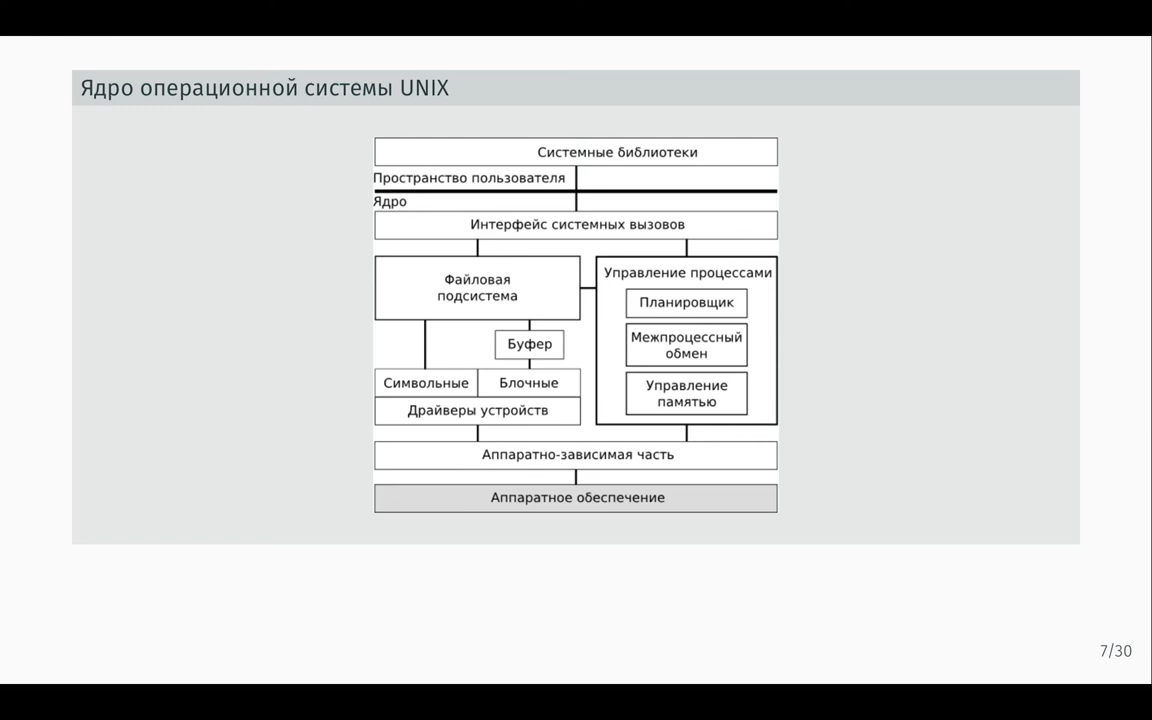 Ядро операционной системы UNIX
Системные библиотеки
Пространство пользователя
Ядро
Интерфейс системных вызовов
Файловая
подсистема
Буфер
Символьные
Блочные
Драйверы устройств
Управление процессами
Планировщик
Межпроцессный
обмен
Управление
памятью
Аппаратно-зависимая часть
Аппаратное обеспечение
7/30